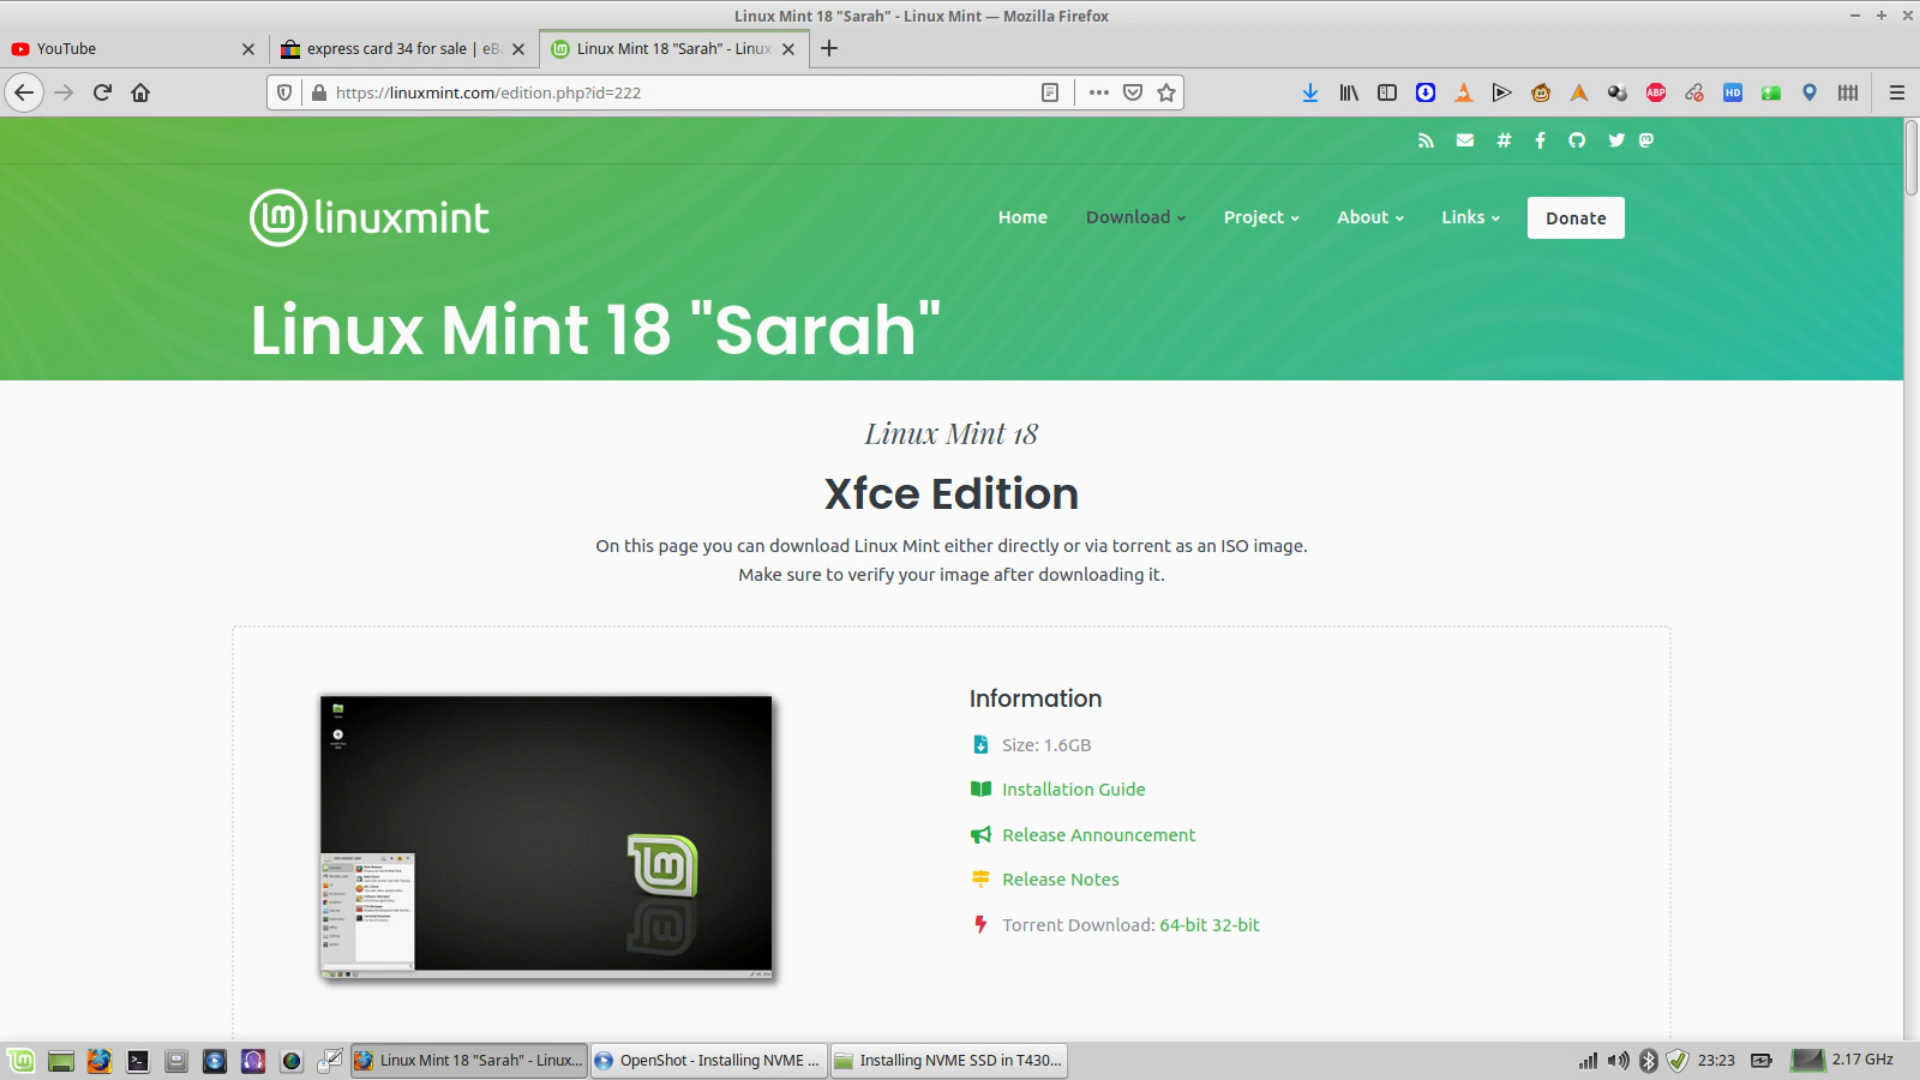 Linux Mint 18 "Sarah" - Linux Mint — Mozilla Firefox
YouTube
express card 34 for sale | eBa
Linux Mint 18 "Sarah" - Linux
https://linuxmint.com/edition.php?id=222
ABP
HD
linuxmint
Home
Download
Project
About
Links
Donate
Linux Mint 18 "Sarah"
Linux Mint 18
Xfce Edition
On this page you can download Linux Mint either directly or via torrent as an ISO image.
Make sure to verify your image after downloading it.
Information
Size: 1.6GB
Installation Guide
Release Announcement
Release Notes
Torrent Download: 64-bit 32-bit
Linux Mint 18 "Sarah" - Linux...
OpenShot - Installing NVME ...
Installing NVME SSD in T430...
23:23
2.17 GHz